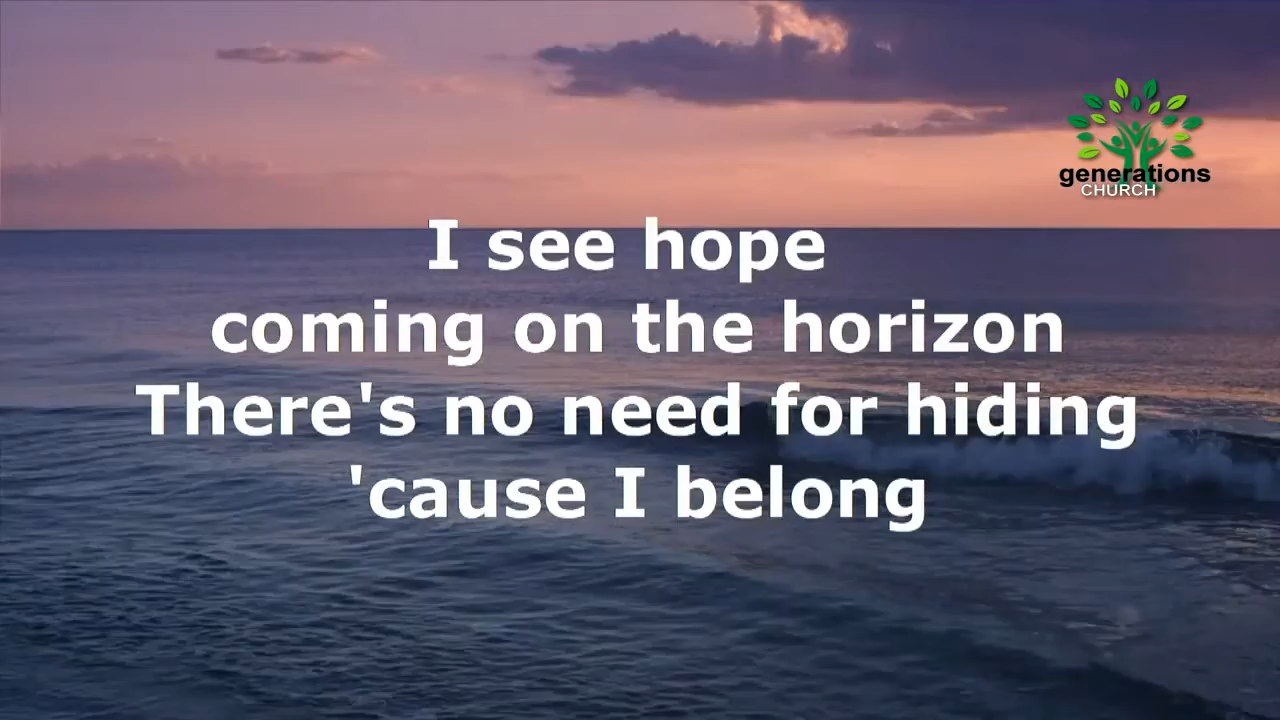 generations
CHURCH
I see hope
coming on the horizon
There's no need for hiding
'cause I belong